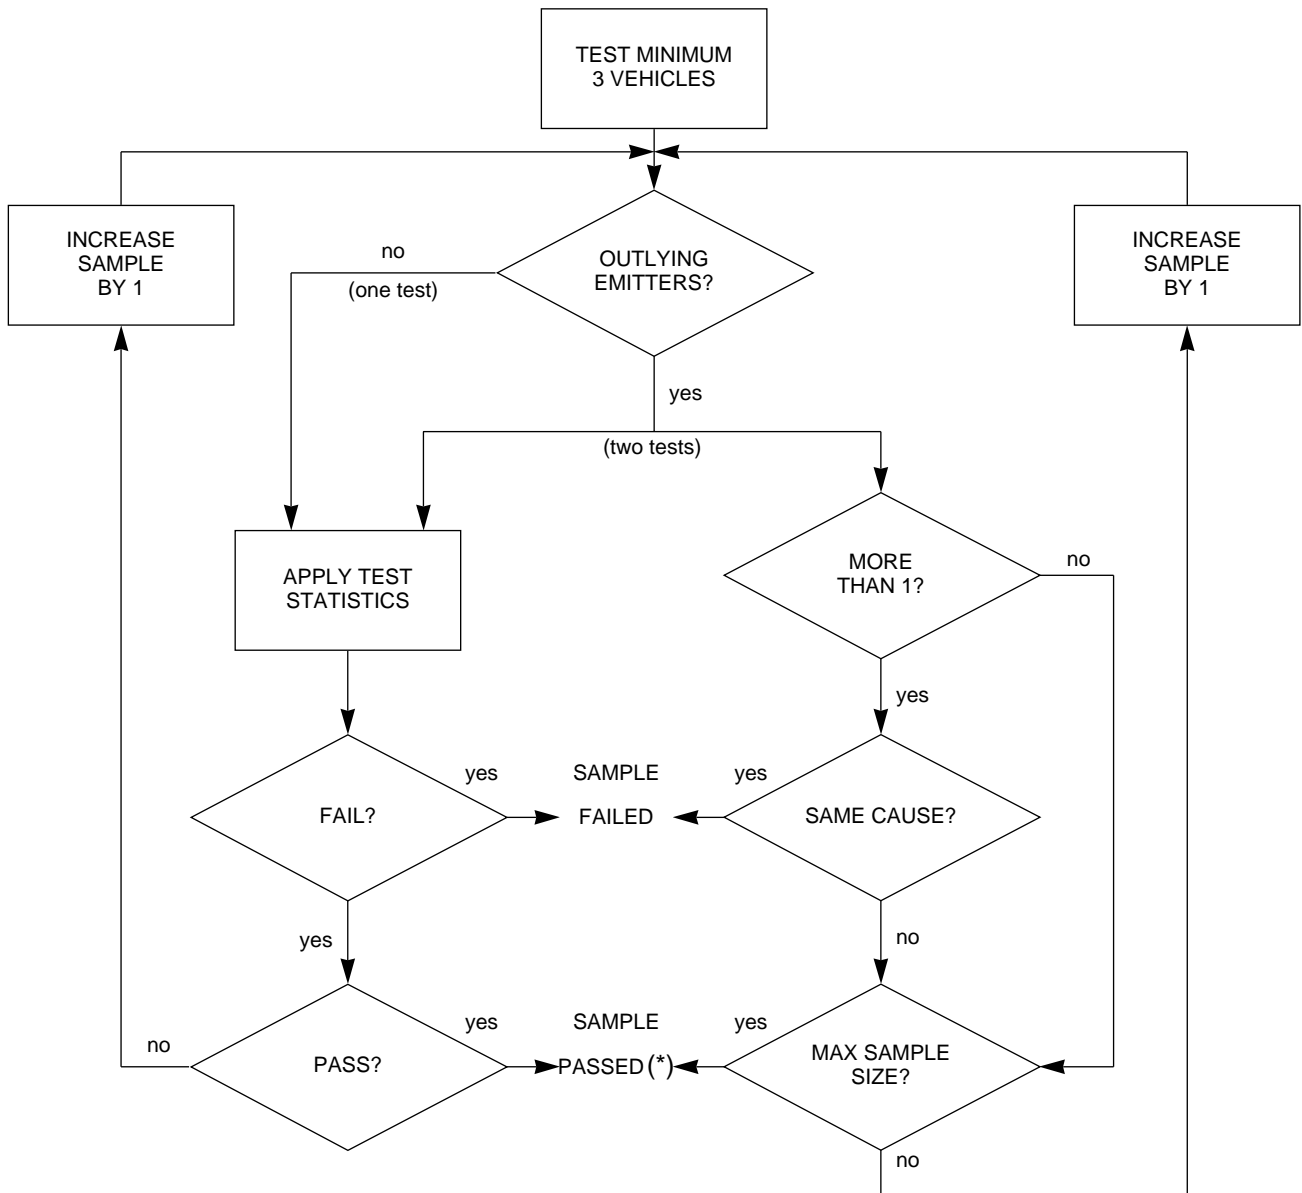 TEST MINIMUM
3 VEHICLES
INCREASE
SAMPLE
BY 1
no
(one test)
OUTLYING
EMITTERS?
INCREASE
SAMPLE
BY 1
yes
(two tests)
APPLY TEST
STATISTICS
MORE
THAN 1?
no
yes
FAIL?
yes
SAMPLE
FAILED
yes
SAME CAUSE?
yes
no
no
PASS?
yes
SAMPLE
PASSED (*)
yes
MAX SAMPLE
SIZE?
no